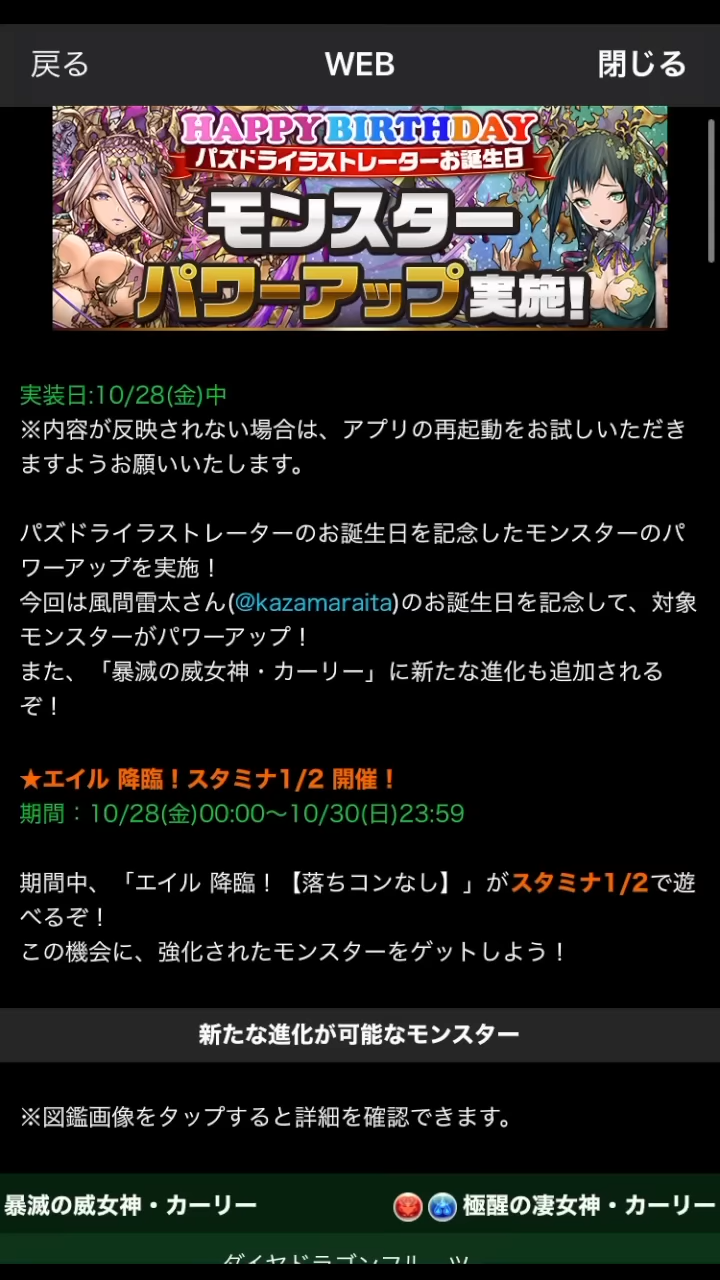 戻る WEB 閉じる
HAPPY BIRTHDAY
パズドライラストレーターお誕生日
モンスター
パワーアップ実施!
実装日:10/28(金)中
※内容が反映されない場合は、アプリの再起動をお試しいただき
ますようお願いいたします。
パズドライラストレーターのお誕生日を記念したモンスターのパ
ワーアップを実施！
今回は風間雷太さん(@kazamaraita)のお誕生日を記念して、対象
モンスターがパワーアップ！
また、「暴滅の威女神・カーリー」に新たな進化も追加される
ぞ！
★エイル 降臨！スタミナ1/2 開催！
期間：10/28(金)00:00〜10/30(日)23:59
期間中、「エイル 降臨！【落ちコンなし】」がスタミナ1/2で遊
べるぞ！
この機会に、強化されたモンスターをゲットしよう！
新たな進化が可能なモンスター
※図鑑画像をタップすると詳細を確認できます。
暴滅の威女神・カーリー 極醒の凄女神・カーリー
ダイヤドラゴンフルーツ